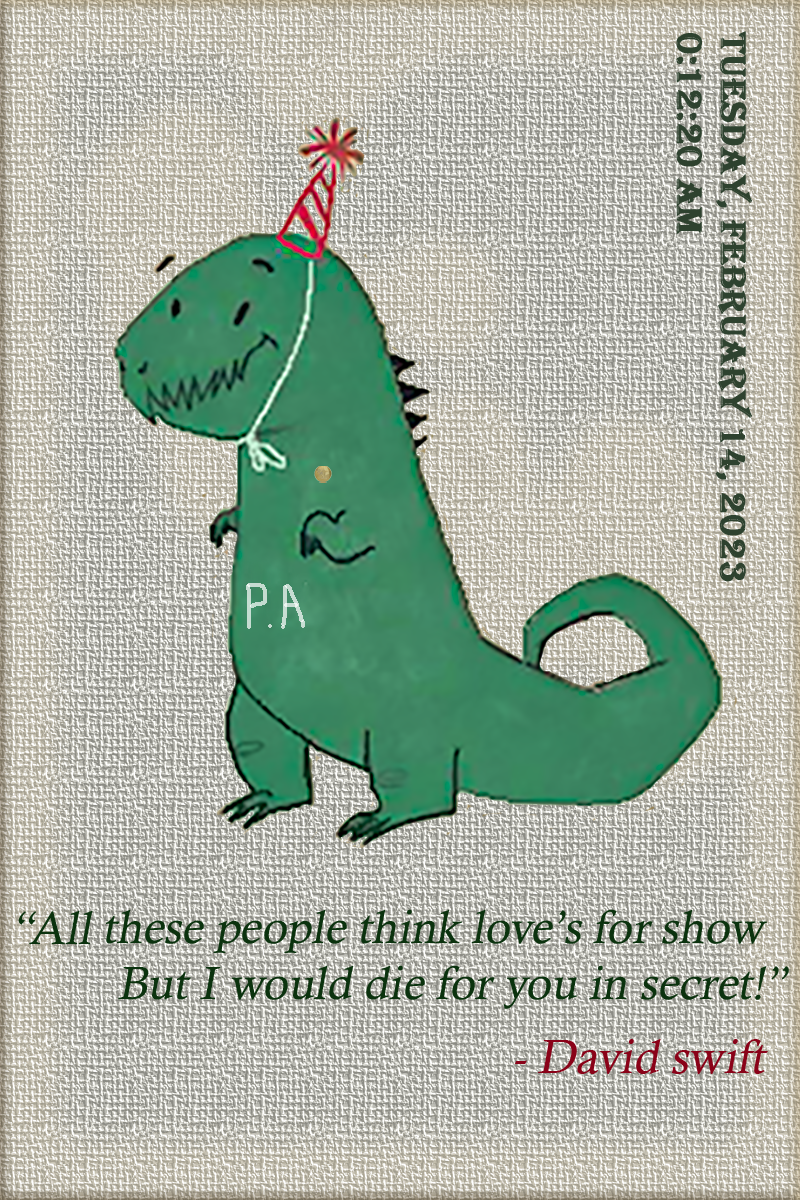 TUESDAY, FEBRUARY 14, 2023
0:12:20 AM
P.A
“All these people think love’s for show
But I would die for you in secret!”
- David swift